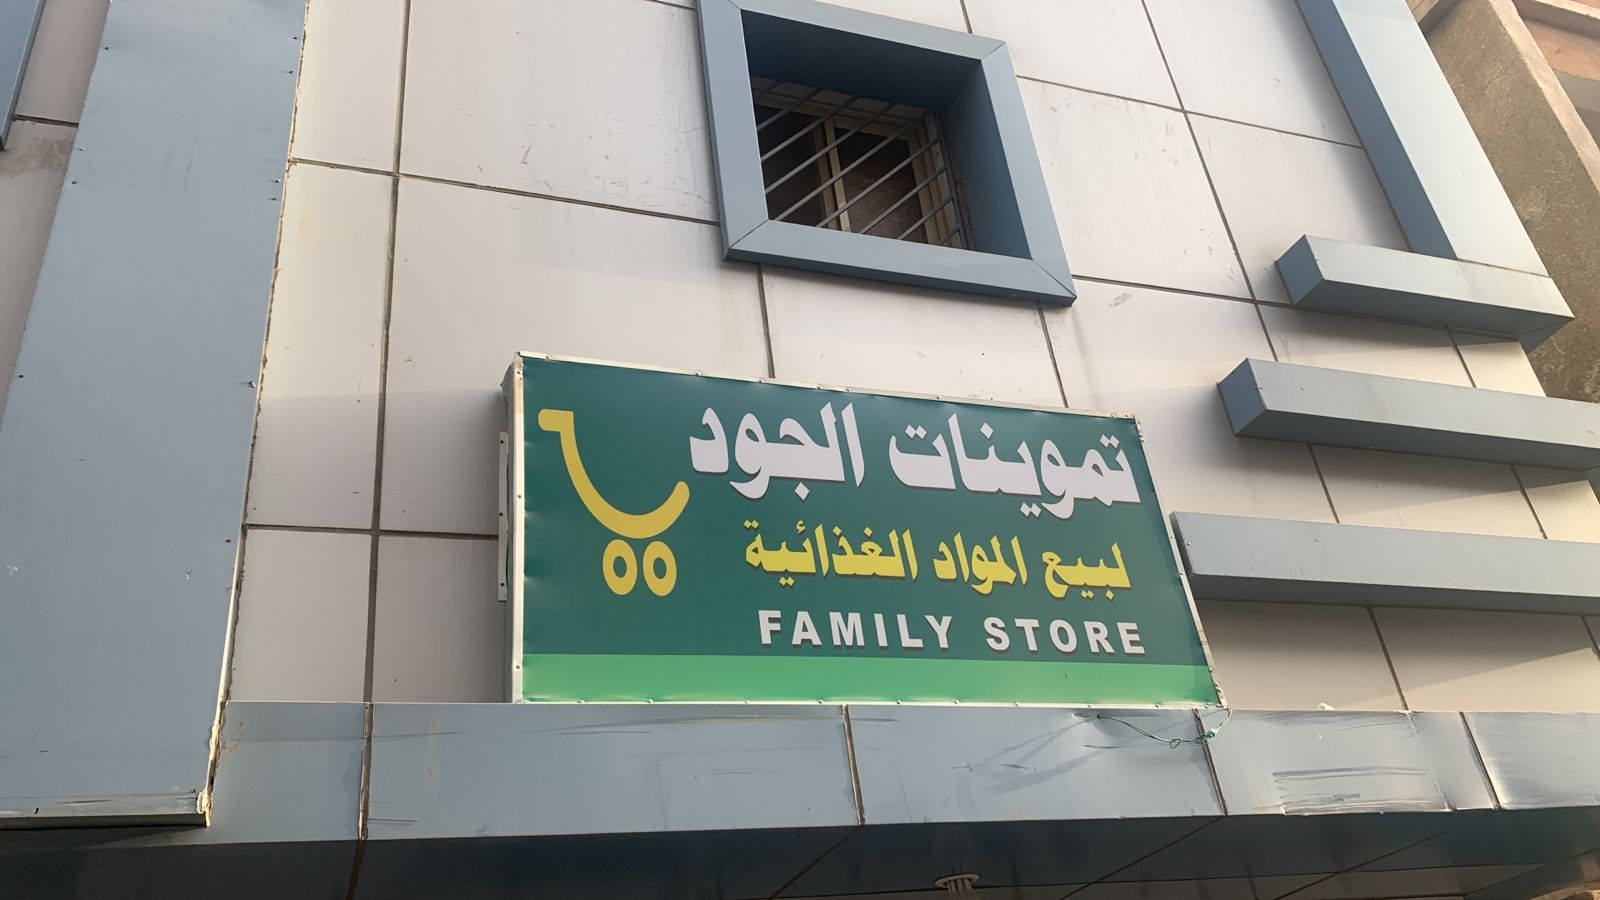 تموينات الجود
لبيع المواد الغذائية
FAMILY STORE